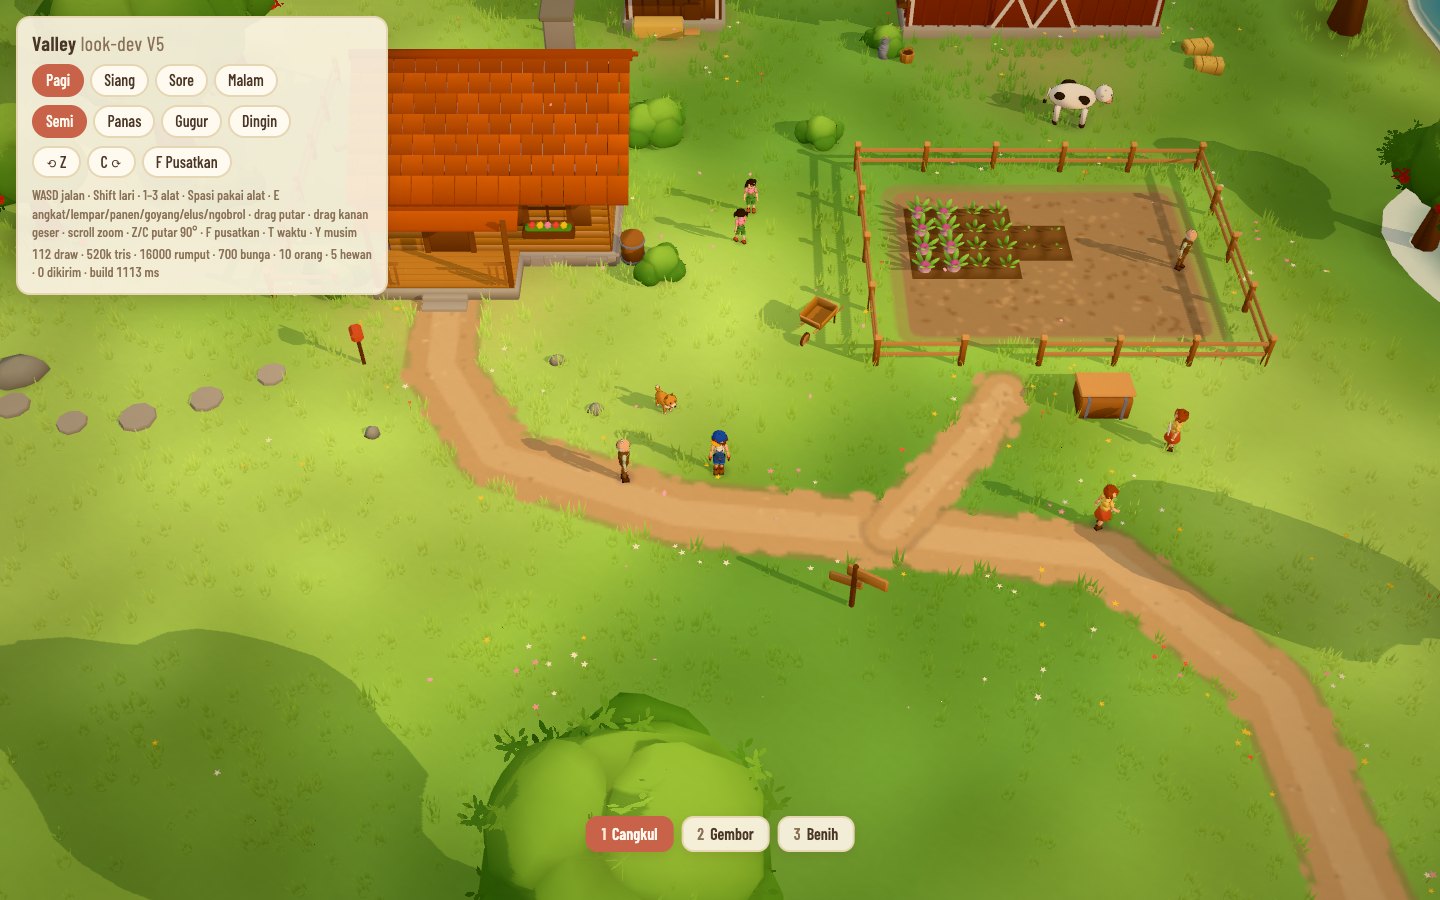 Valley look-dev V5
Pagi Siang Sore Malam
Semi Panas Gugur Dingin
⟲ Z C ⟳ F Pusatkan
WASD jalan · Shift lari · 1–3 alat · Spasi pakai alat · E
angkat/lempar/panen/goyang/elus/ngobrol · drag putar · drag kanan
geser · scroll zoom · Z/C putar 90° · F pusatkan · T waktu · Y musim
112 draw · 520k tris · 16000 rumput · 700 bunga · 10 orang · 5 hewan
· 0 dikirim · build 1113 ms
1 Cangkul 2 Gembor 3 Benih